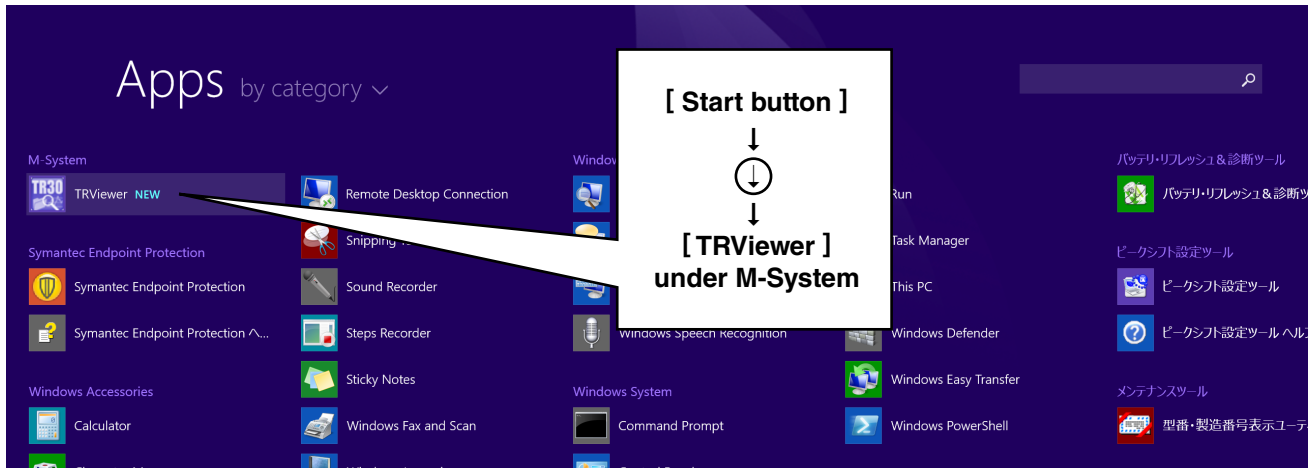 Apps by category
[ Start button ]
↓
↓
↓
[ TRViewer ]
under M-System
M-System
TR30
TRViewer NEW
Symantec Endpoint Protection
Symantec Endpoint Protection
Symantec Endpoint Protection ヘ...
Windows Accessories
Calculator
Remote Desktop Connection
Snipping
Sound Recorder
Steps Recorder
Sticky Notes
Windows Fax and Scan
Windows Speech Recognition
Windows System
Command Prompt
Run
Task Manager
This PC
Windows Defender
Windows Easy Transfer
Windows PowerShell
バッテリ・リフレッシュ&診断ツール
バッテリ・リフレッシュ&診断ツ
ピークシフト設定ツール
ピークシフト設定ツール
ピークシフト設定ツール ヘル
メンテナンスツール
型番・製造番号表示ユーテ